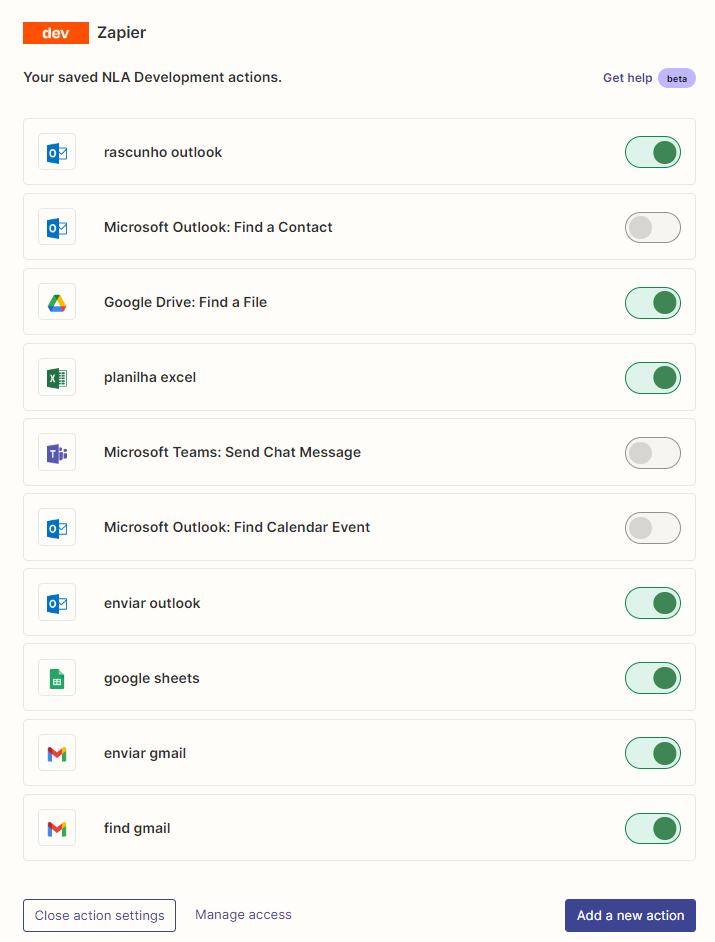 dev Zapier
Your saved NLA Development actions.
Get help beta
rascunho outlook
Microsoft Outlook: Find a Contact
Google Drive: Find a File
planilha excel
Microsoft Teams: Send Chat Message
Microsoft Outlook: Find Calendar Event
enviar outlook
google sheets
enviar gmail
find gmail
Close action settings
Manage access
Add a new action